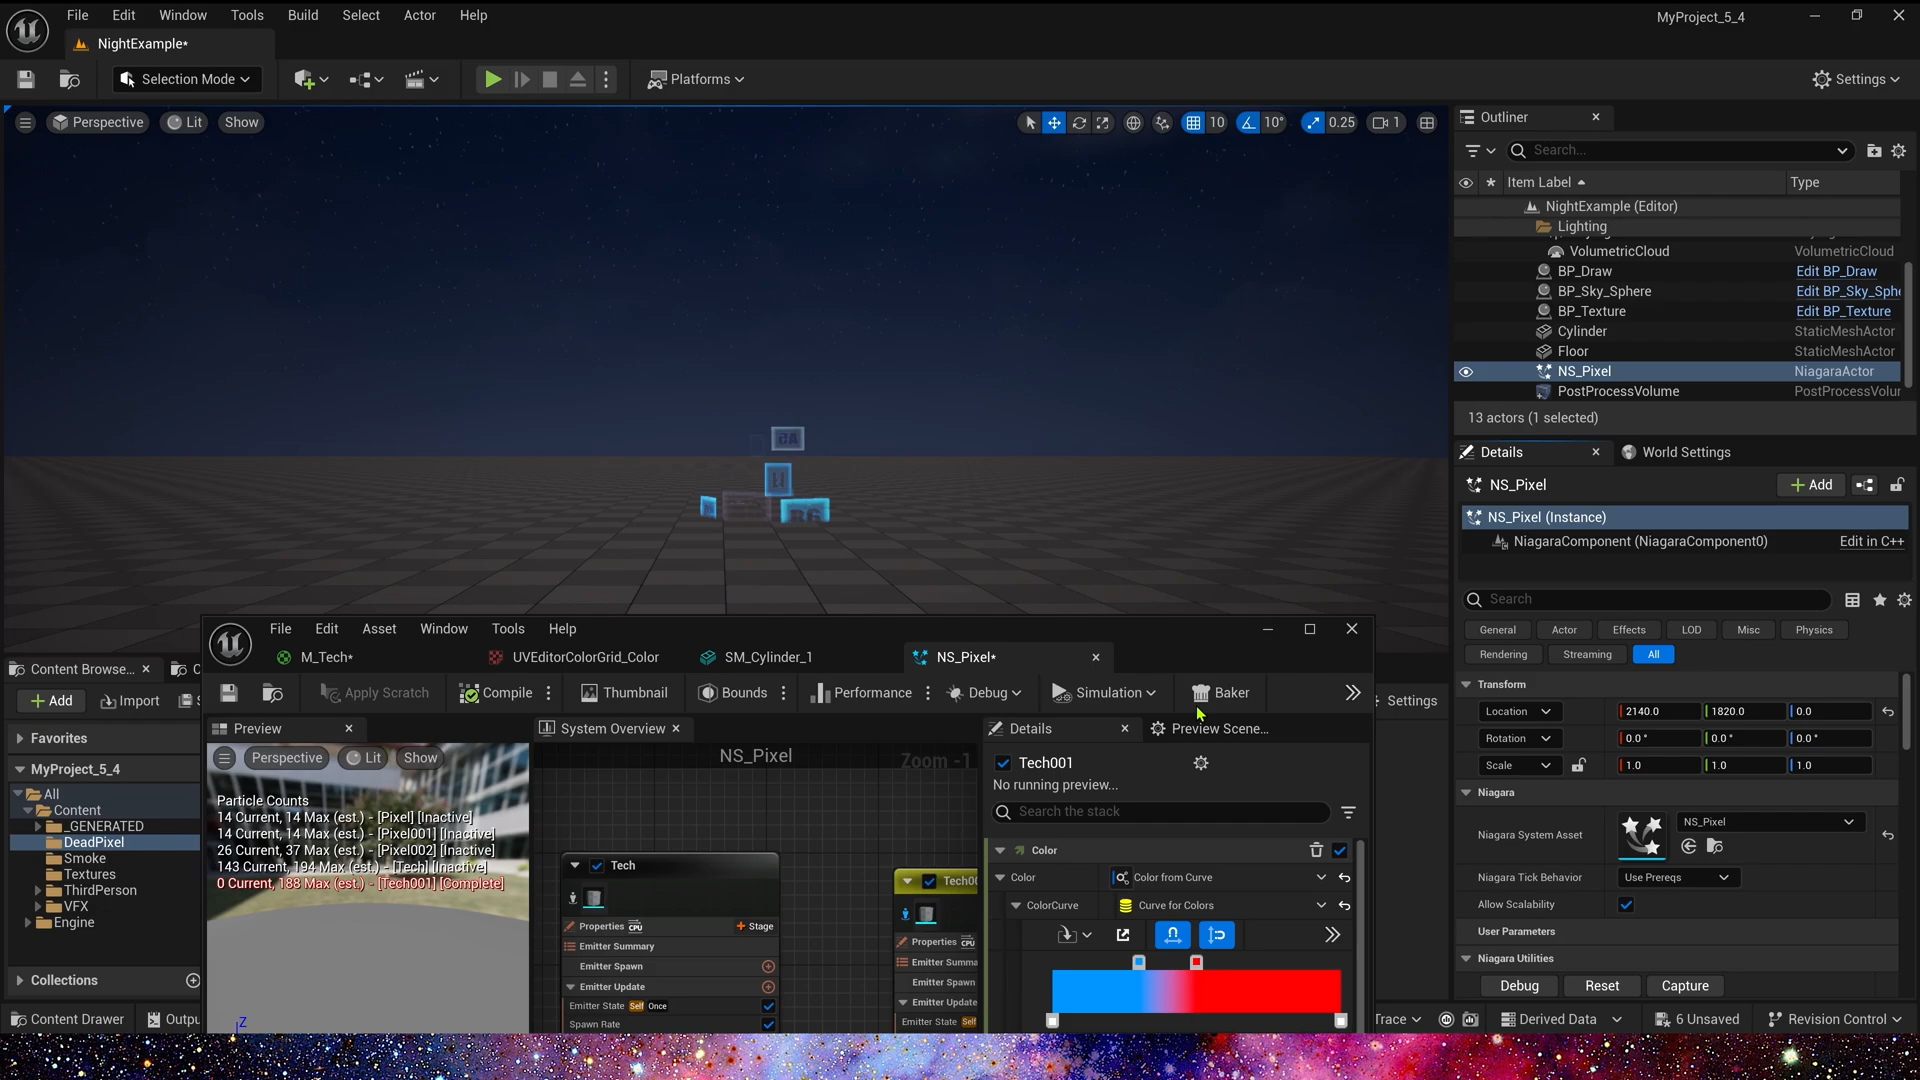 File Edit Window Tools Build Select Actor Help
MyProject_5_4
NightExample*
Selection Mode
Platforms
Settings
Perspective
Lit
Show
10
10°
0.25
1
Outliner
Search...
Item Label
Type
NightExample (Editor)
Lighting
VolumetricCloud VolumetricCloud
BP_Draw Edit BP_Draw
BP_Sky_Sphere Edit BP_Sky_Sphe
BP_Texture Edit BP_Texture
Cylinder StaticMeshActor
Floor StaticMeshActor
NS_Pixel NiagaraActor
PostProcessVolume PostProcessVolu
13 actors (1 selected)
Details
World Settings
NS_Pixel
Add
NS_Pixel (Instance)
NiagaraComponent (NiagaraComponent0) Edit in C++
Search
General Actor Effects LOD Misc Physics
Rendering Streaming All
Transform
Location 2140.0 1820.0 0.0
Rotation 0.0° 0.0° 0.0°
Scale 1.0 1.0 1.0
Niagara
Niagara System Asset NS_Pixel
Niagara Tick Behavior Use Prereqs
Allow Scalability
User Parameters
Niagara Utilities
Debug Reset Capture
Trace
Derived Data
6 Unsaved
Revision Control
Content Browse...
Add
Import
Settings
Favorites
MyProject_5_4
All
Content
_GENERATED
DeadPixel
Smoke
Textures
ThirdPerson
VFX
Engine
Collections
Content Drawer
Outpu
File Edit Asset Window Tools Help
M_Tech*
UVEditorColorGrid_Color
SM_Cylinder_1
NS_Pixel*
Apply Scratch
Compile
Thumbnail
Bounds
Performance
Debug
Simulation
Baker
Preview
System Overview
Details
Preview Scene...
Perspective
Lit
Show
Particle Counts
14 Current, 14 Max (est.) - [Pixel] [Inactive]
14 Current, 14 Max (est.) - [Pixel001] [Inactive]
26 Current, 37 Max (est.) - [Pixel002] [Inactive]
143 Current, 194 Max (est.) - [Tech] [Inactive]
0 Current, 188 Max (est.) - [Tech001] [Complete]
Z
NS_Pixel
Zoom -1
Tech
Properties CPU
Stage
Emitter Summary
Emitter Spawn
Emitter Update
Emitter State Self Once
Spawn Rate
Tech0
Properties CPU
Emitter Summa
Emitter Spawn
Emitter Update
Emitter State Self
Tech001
No running preview...
Search the stack
Color
Color Color from Curve
ColorCurve Curve for Colors